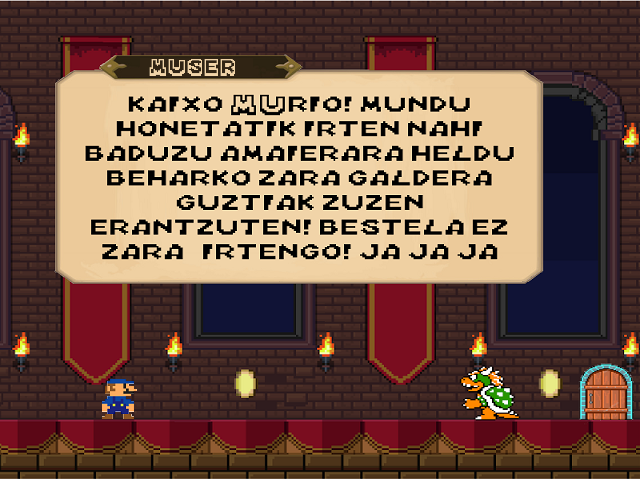 MUSER
KAIXO MURIO! MUNDU
HONETATIK IRTEN NAHI
BADUZU AMAIERARA HELDU
BEHARKO ZARA GALDERA
GUZTIAK ZUZEN
ERANTZUTEN! BESTELA EZ
ZARA IRTENGO! JA JA JA